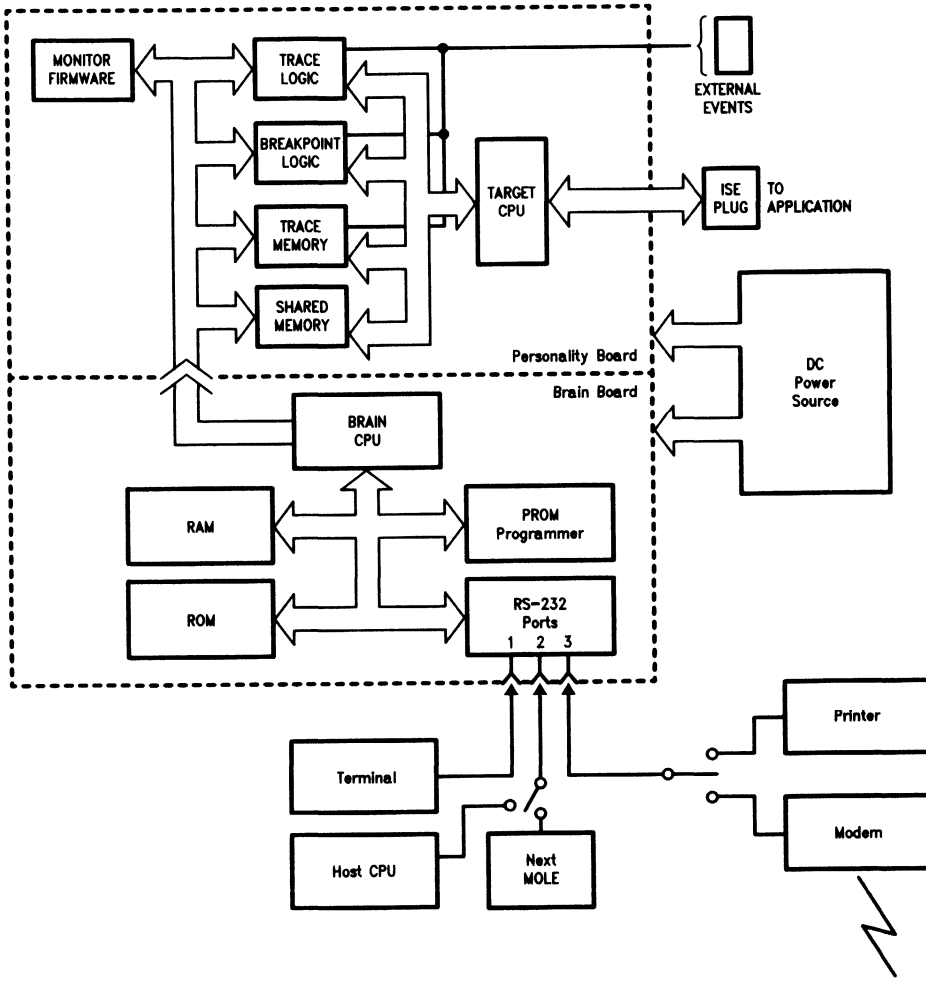 MONITOR
FIRMWARE
TRACE
LOGIC
EXTERNAL
EVENTS
BREAKPOINT
LOGIC
TARGET
CPU
ISE
PLUG
TO
APPLICATION
TRACE
MEMORY
SHARED
MEMORY
Personality Board
Brain Board
DC
Power
Source
BRAIN
CPU
RAM
PROM
Programmer
ROM
RS-232
Ports
1 2 3
Printer
Terminal
Modem
Host CPU
Next
MOLE